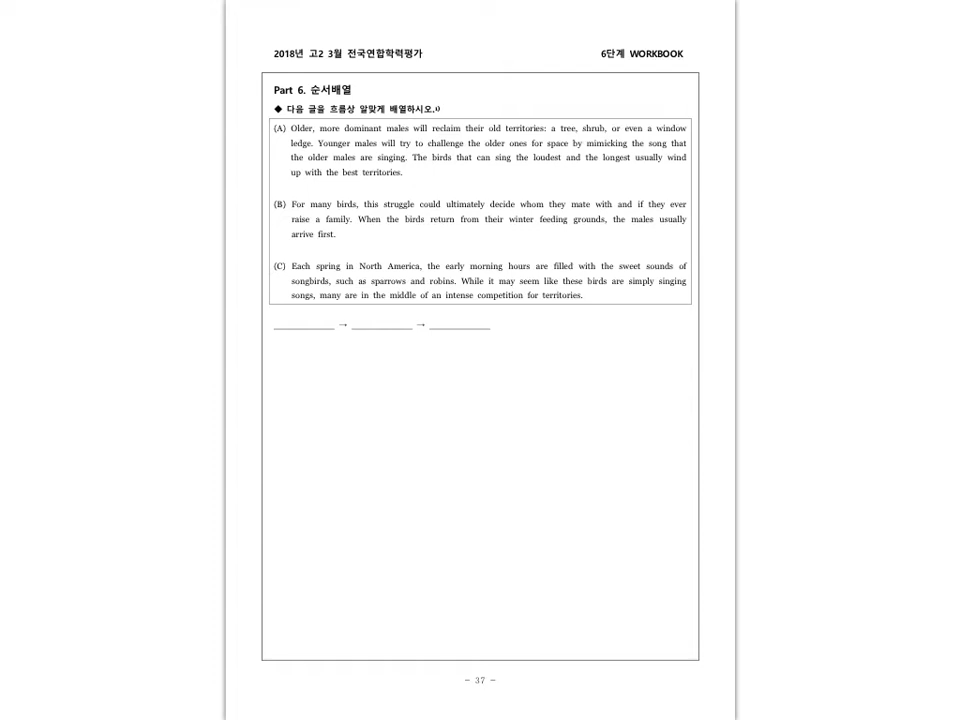 2018년 고2 3월 전국연합학력평가
6단계 WORKBOOK
Part 6. 순서배열
◆ 다음 글을 흐름상 알맞게 배열하시오.1)
(A) Older, more dominant males will reclaim their old territories: a tree, shrub, or even a window
ledge. Younger males will try to challenge the older ones for space by mimicking the song that
the older males are singing. The birds that can sing the loudest and the longest usually wind
up with the best territories.
(B) For many birds, this struggle could ultimately decide whom they mate with and if they ever
raise a family. When the birds return from their winter feeding grounds, the males usually
arrive first.
(C) Each spring in North America, the early morning hours are filled with the sweet sounds of
songbirds, such as sparrows and robins. While it may seem like these birds are simply singing
songs, many are in the middle of an intense competition for territories.
____________ → ____________ → ____________
- 37 -